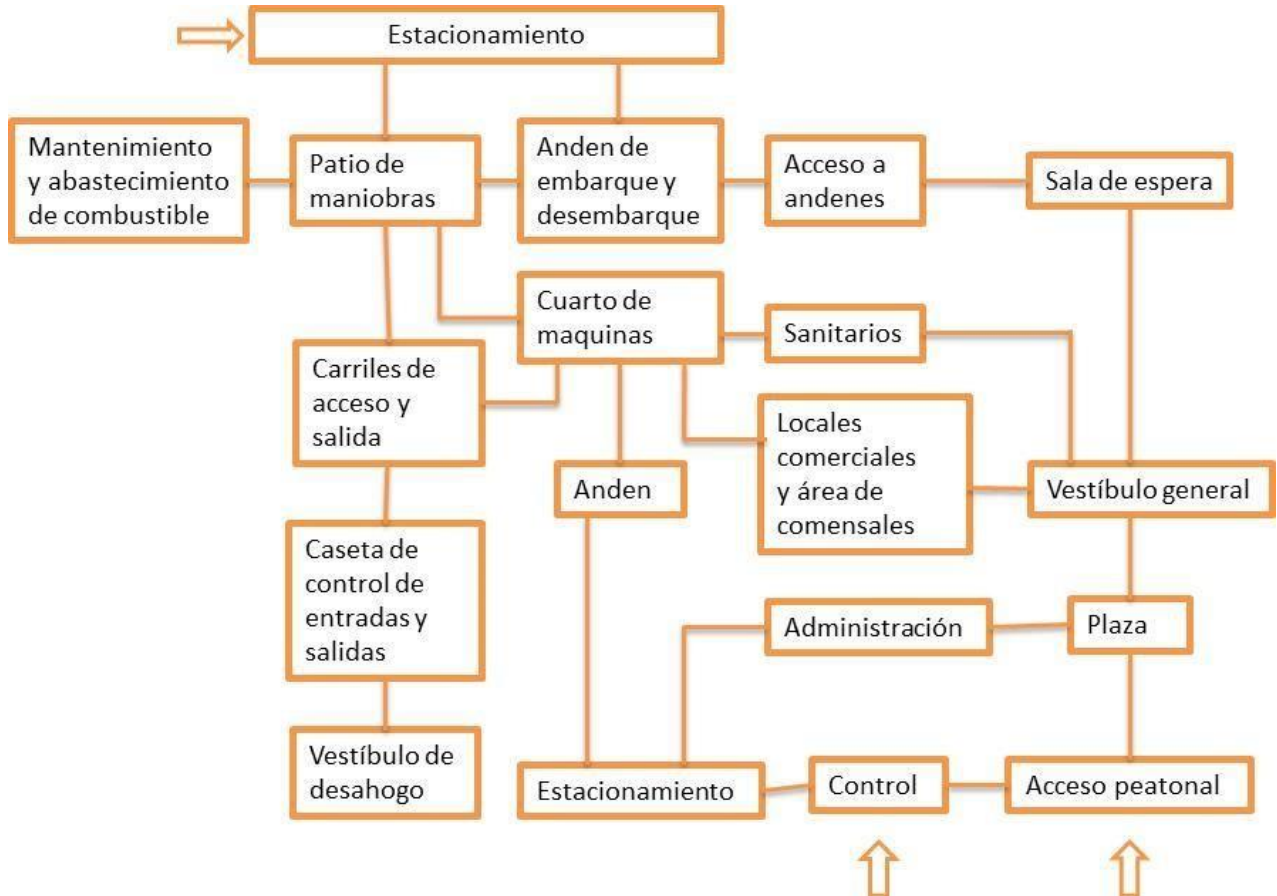 Estacionamiento
Mantenimiento
y abastecimiento
de combustible
Patio de
maniobras
Anden de
embarque y
desembarque
Acceso a
andenes
Sala de espera
Cuarto de
maquinas
Sanitarios
Carriles de
acceso y
salida
Locales
comerciales
y área de
comensales
Anden
Vestíbulo general
Caseta de
control de
entradas y
salidas
Administración
Plaza
Vestíbulo de
desahogo
Estacionamiento
Control
Acceso peatonal